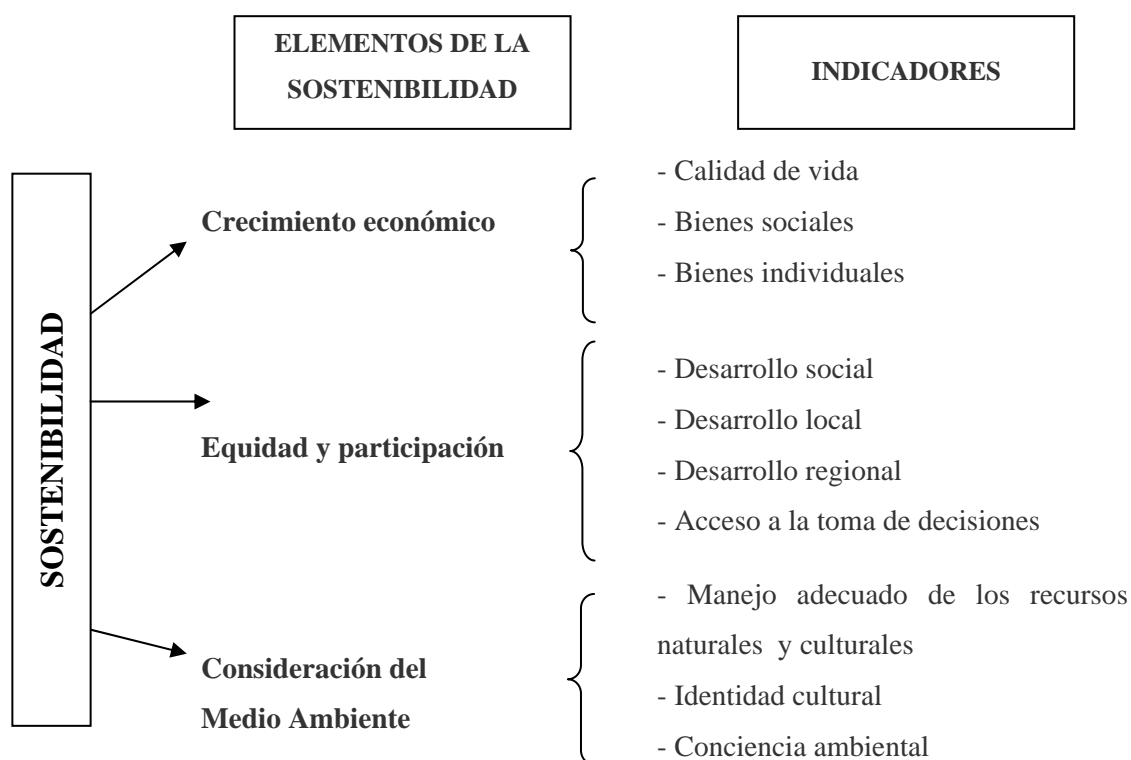 ELEMENTOS DE LA
SOSTENIBILIDAD
INDICADORES
SOSTENIBILIDAD
Crecimiento económico
- Calidad de vida
- Bienes sociales
- Bienes individuales
Equidad y participación
- Desarrollo social
- Desarrollo local
- Desarrollo regional
- Acceso a la toma de decisiones
Consideración del
Medio Ambiente
- Manejo adecuado de los recursos
naturales y culturales
- Identidad cultural
- Conciencia ambiental